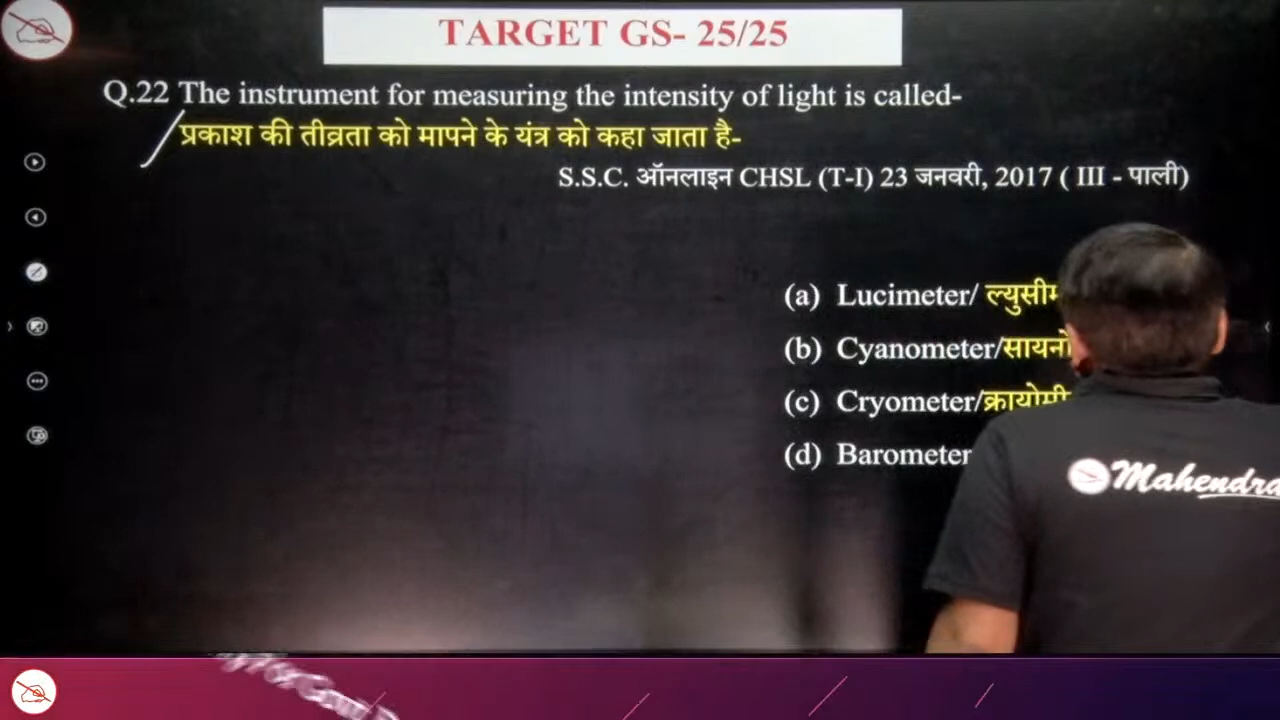 TARGET GS- 25/25
Q.22 The instrument for measuring the intensity of light is called-
प्रकाश की तीव्रता को मापने के यंत्र को कहा जाता है-
S.S.C. ऑनलाइन CHSL (T-I) 23 जनवरी, 2017 ( III - पाली)
(a) Lucimeter/
(b) Cyanometer/
(c) Cryometer/
(d) Barometer
Mahendra